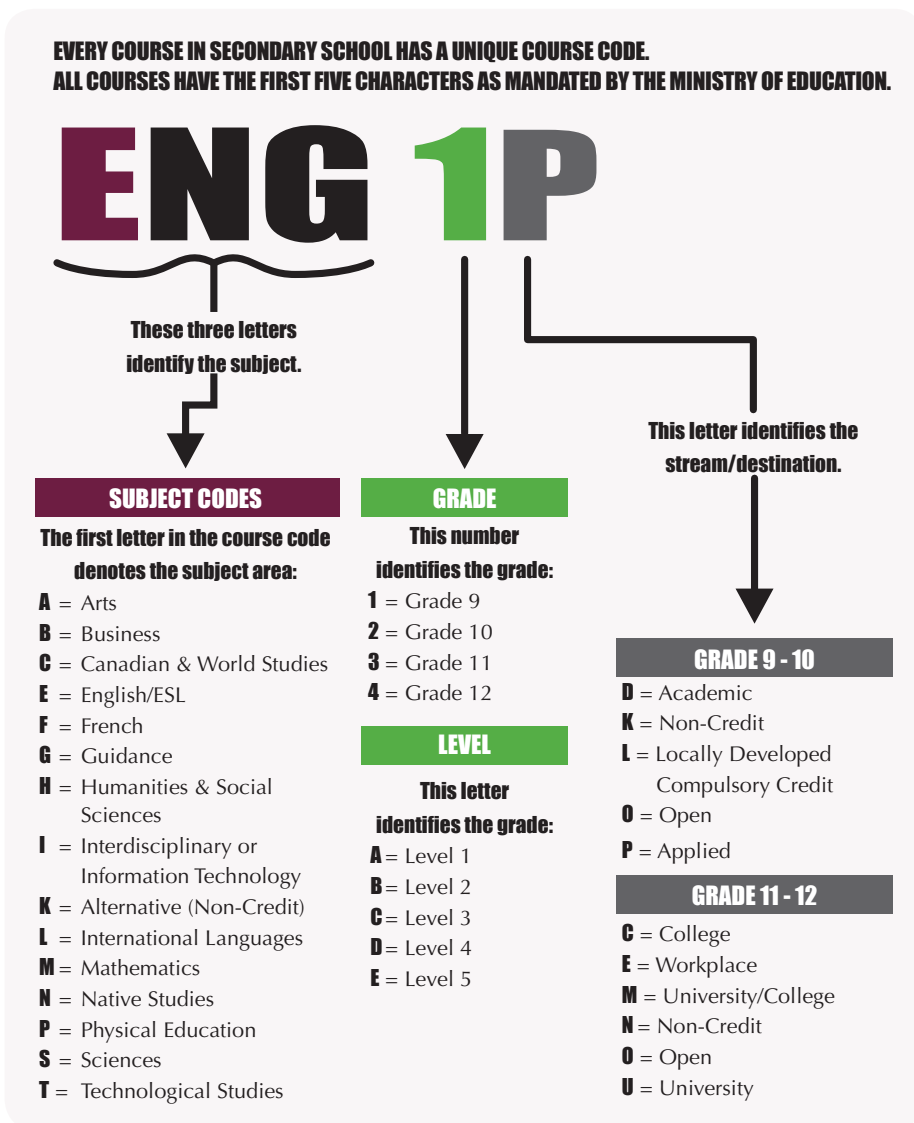 EVERY COURSE IN SECONDARY SCHOOL HAS A UNIQUE COURSE CODE.
ALL COURSES HAVE THE FIRST FIVE CHARACTERS AS MANDATED BY THE MINISTRY OF EDUCATION.
ENG 1P
These three letters
identify the subject.
This letter identifies the
stream/destination.
SUBJECT CODES
The first letter in the course code
denotes the subject area:
A = Arts
B = Business
C = Canadian & World Studies
E = English/ESL
F = French
G = Guidance
H = Humanities & Social
Sciences
I = Interdisciplinary or
Information Technology
K = Alternative (Non-Credit)
L = International Languages
M = Mathematics
N = Native Studies
P = Physical Education
S = Sciences
T = Technological Studies
GRADE
This number
identifies the grade:
1 = Grade 9
2 = Grade 10
3 = Grade 11
4 = Grade 12
LEVEL
This letter
identifies the grade:
A = Level 1
B = Level 2
C = Level 3
D = Level 4
E = Level 5
GRADE 9 - 10
D = Academic
K = Non-Credit
L = Locally Developed
Compulsory Credit
O = Open
P = Applied
GRADE 11 - 12
C = College
E = Workplace
M = University/College
N = Non-Credit
O = Open
U = University